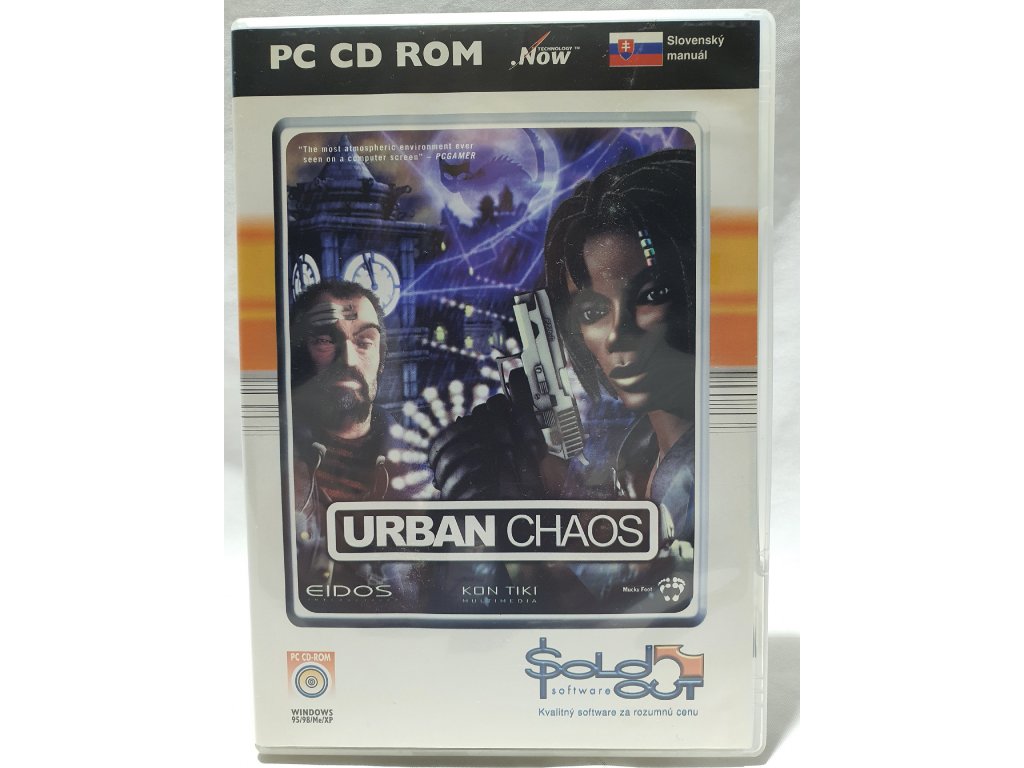 PC CD ROM
TECHNOLOGY™
.Now
Slovenský
manuál
"The most atmospheric environment ever
seen on a computer screen" – PCGAMER
URBAN CHAOS
EIDOS
INTERACTIVE
KON TIKI
MULTIMEDIA
Mucky Foot
PC CD-ROM
WINDOWS
95/98/Me/XP
SOLD
software OUT
Kvalitný software za rozumnú cenu